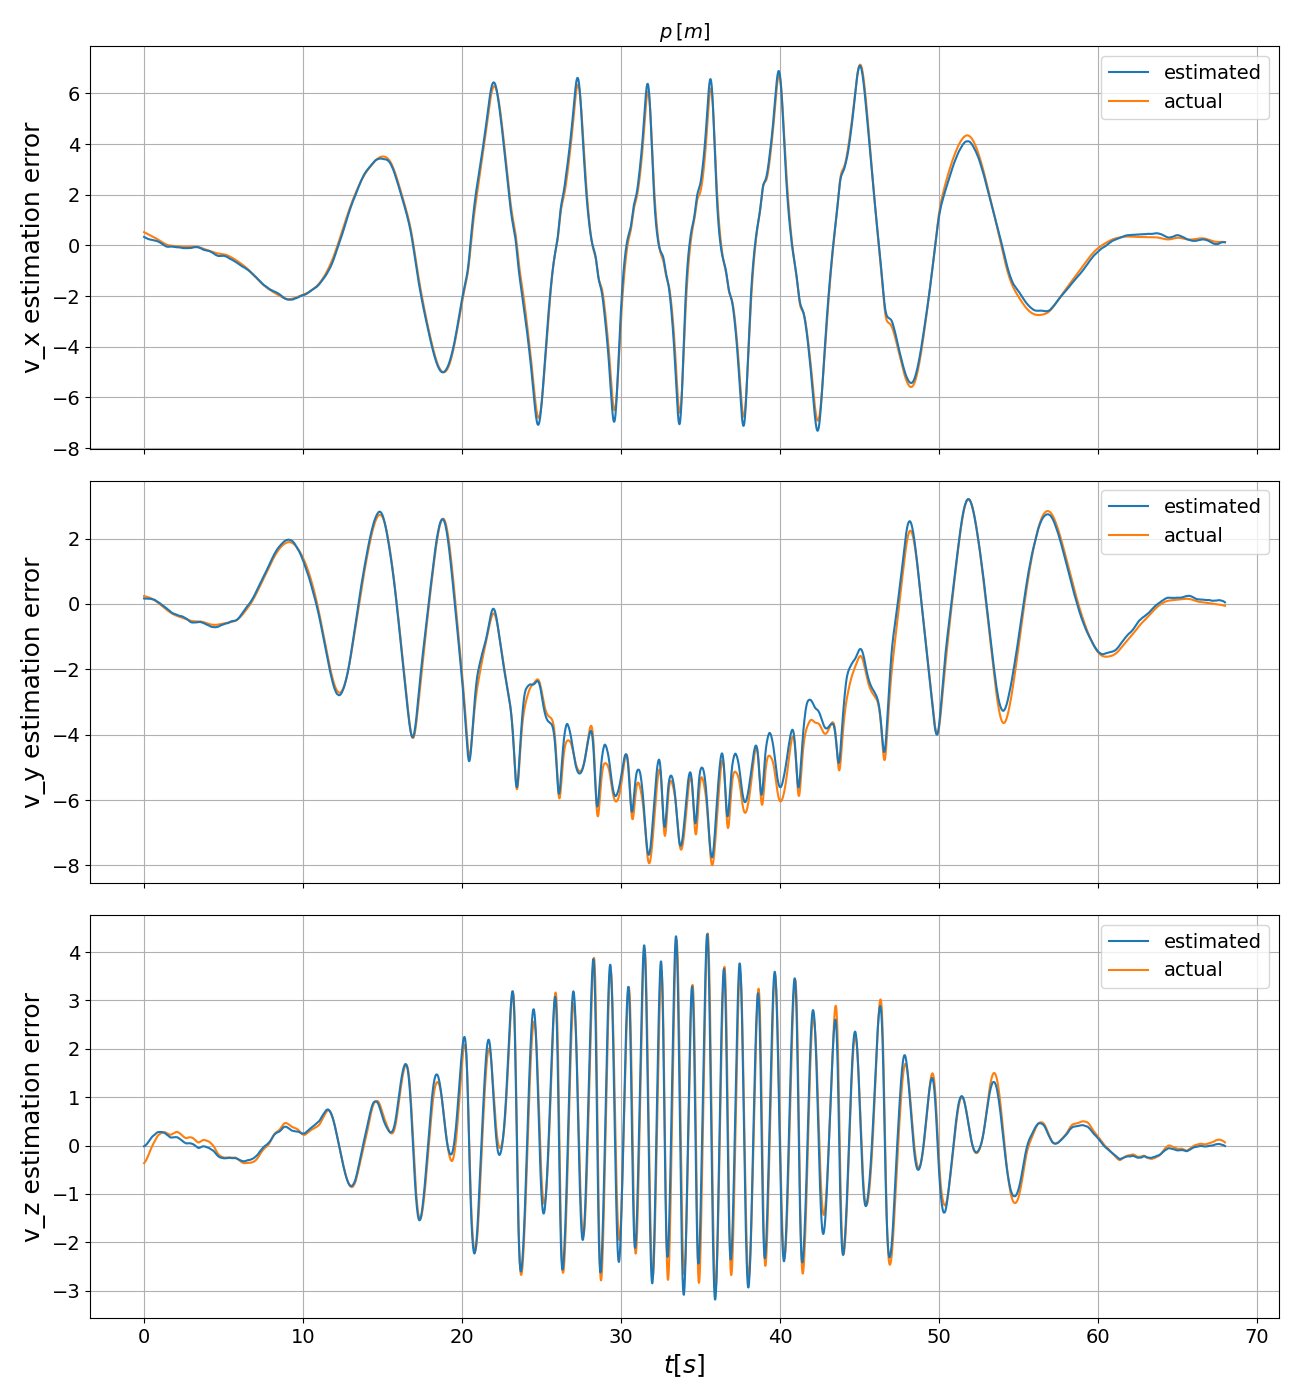 p [m]
v_x estimation error
6
4
2
0
−2
−4
−6
−8
estimated
actual
v_y estimation error
2
0
−2
−4
−6
−8
estimated
actual
v_z estimation error
4
3
2
1
0
−1
−2
−3
estimated
actual
0 10 20 30 40 50 60 70
t[s]